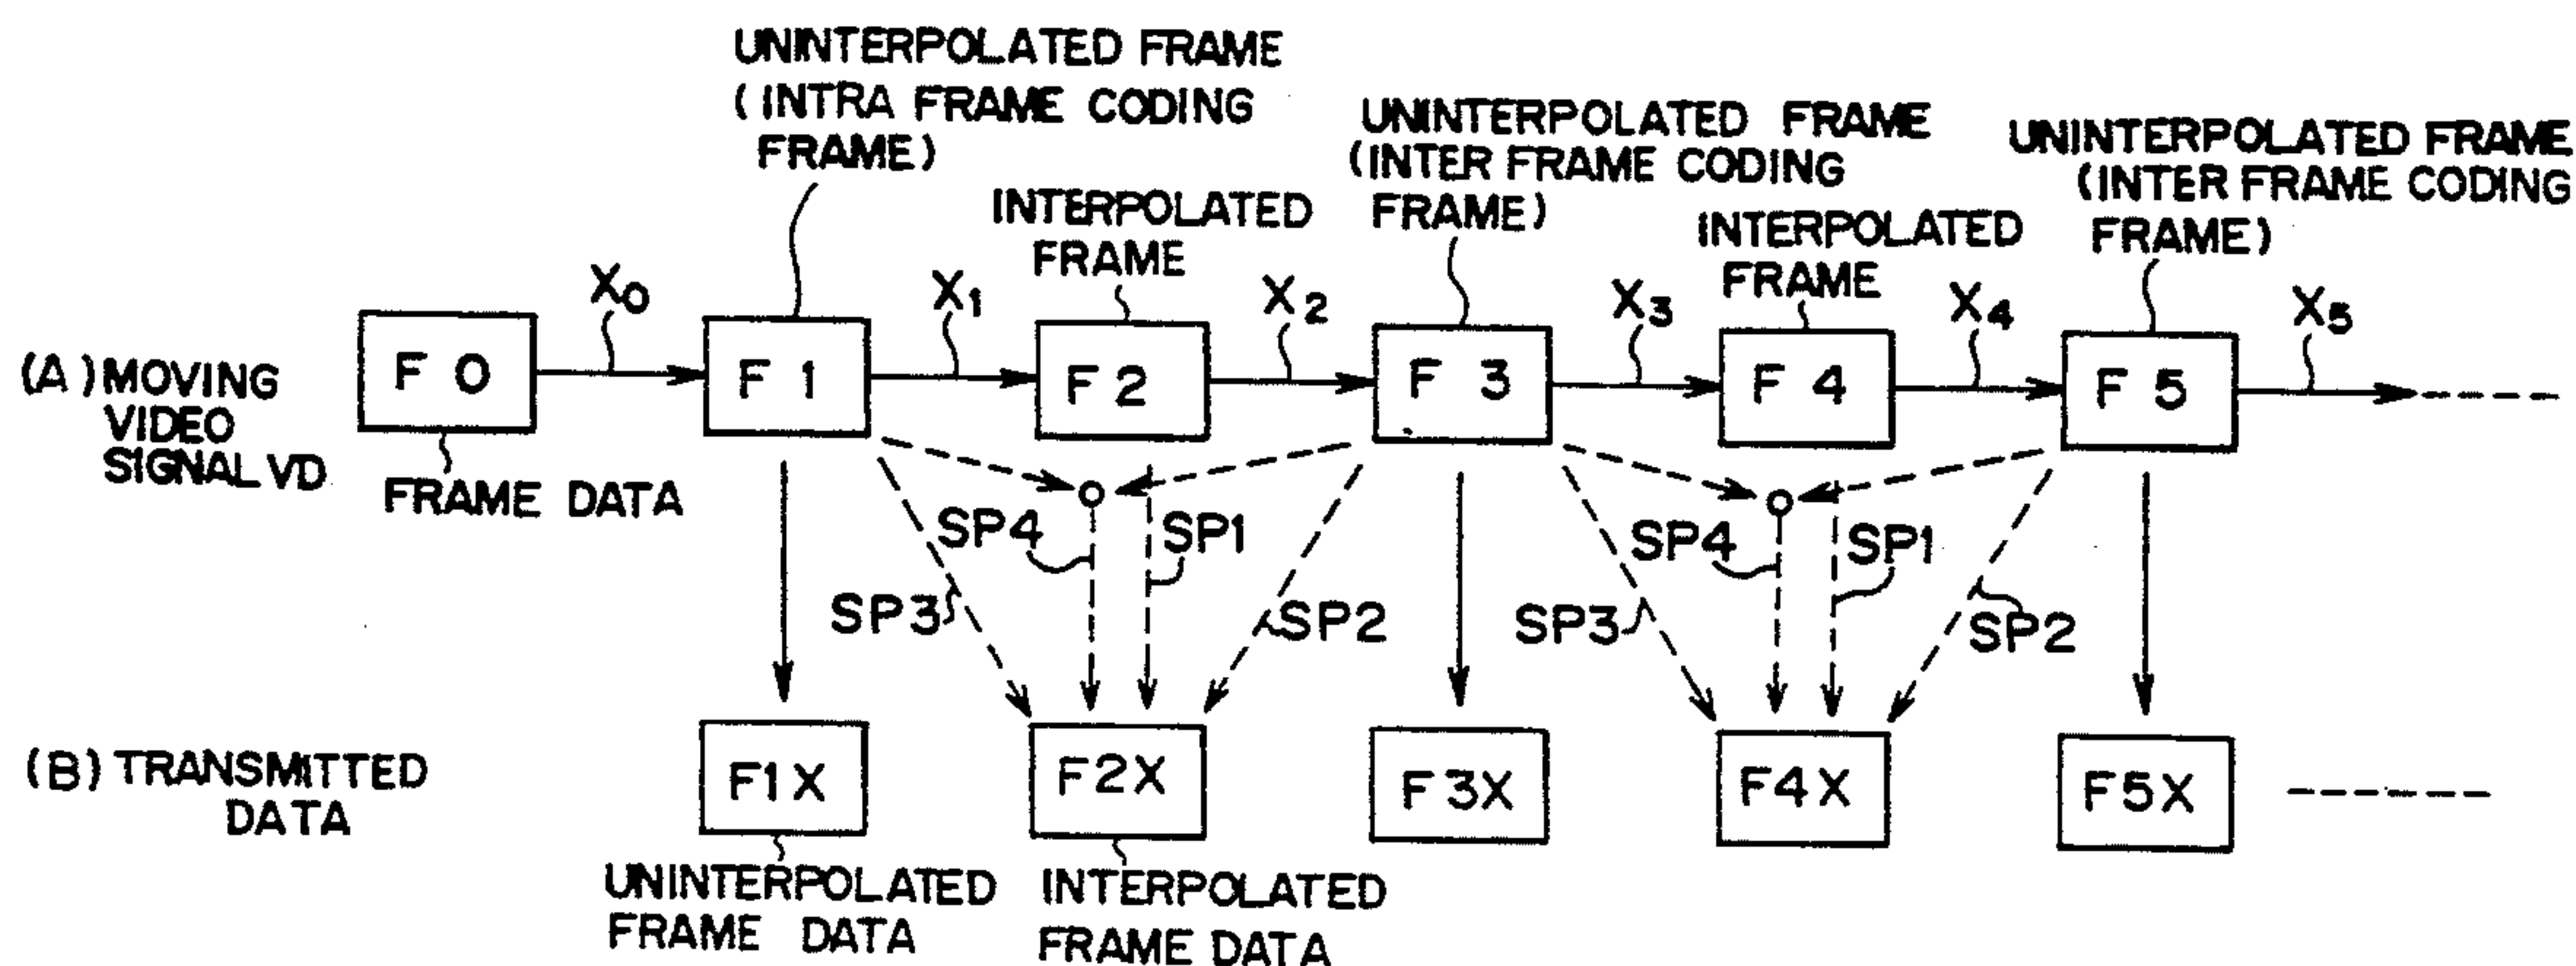 UNINTERPOLATED FRAME
(INTRA FRAME CODING
FRAME)
UNINTERPOLATED FRAME
(INTER FRAME CODING
FRAME)
UNINTERPOLATED FRAME
(INTER FRAME CODING
FRAME)
INTERPOLATED
FRAME
INTERPOLATED
FRAME
X0
X1
X2
X3
X4
X5
(A) MOVING
VIDEO
SIGNAL VD
F 0
F 1
F 2
F 3
F 4
F 5
FRAME DATA
SP3
SP4
SP1
SP2
SP3
SP4
SP1
SP2
(B) TRANSMITTED
DATA
F1X
F2X
F3X
F4X
F5X
UNINTERPOLATED
FRAME DATA
INTERPOLATED
FRAME DATA